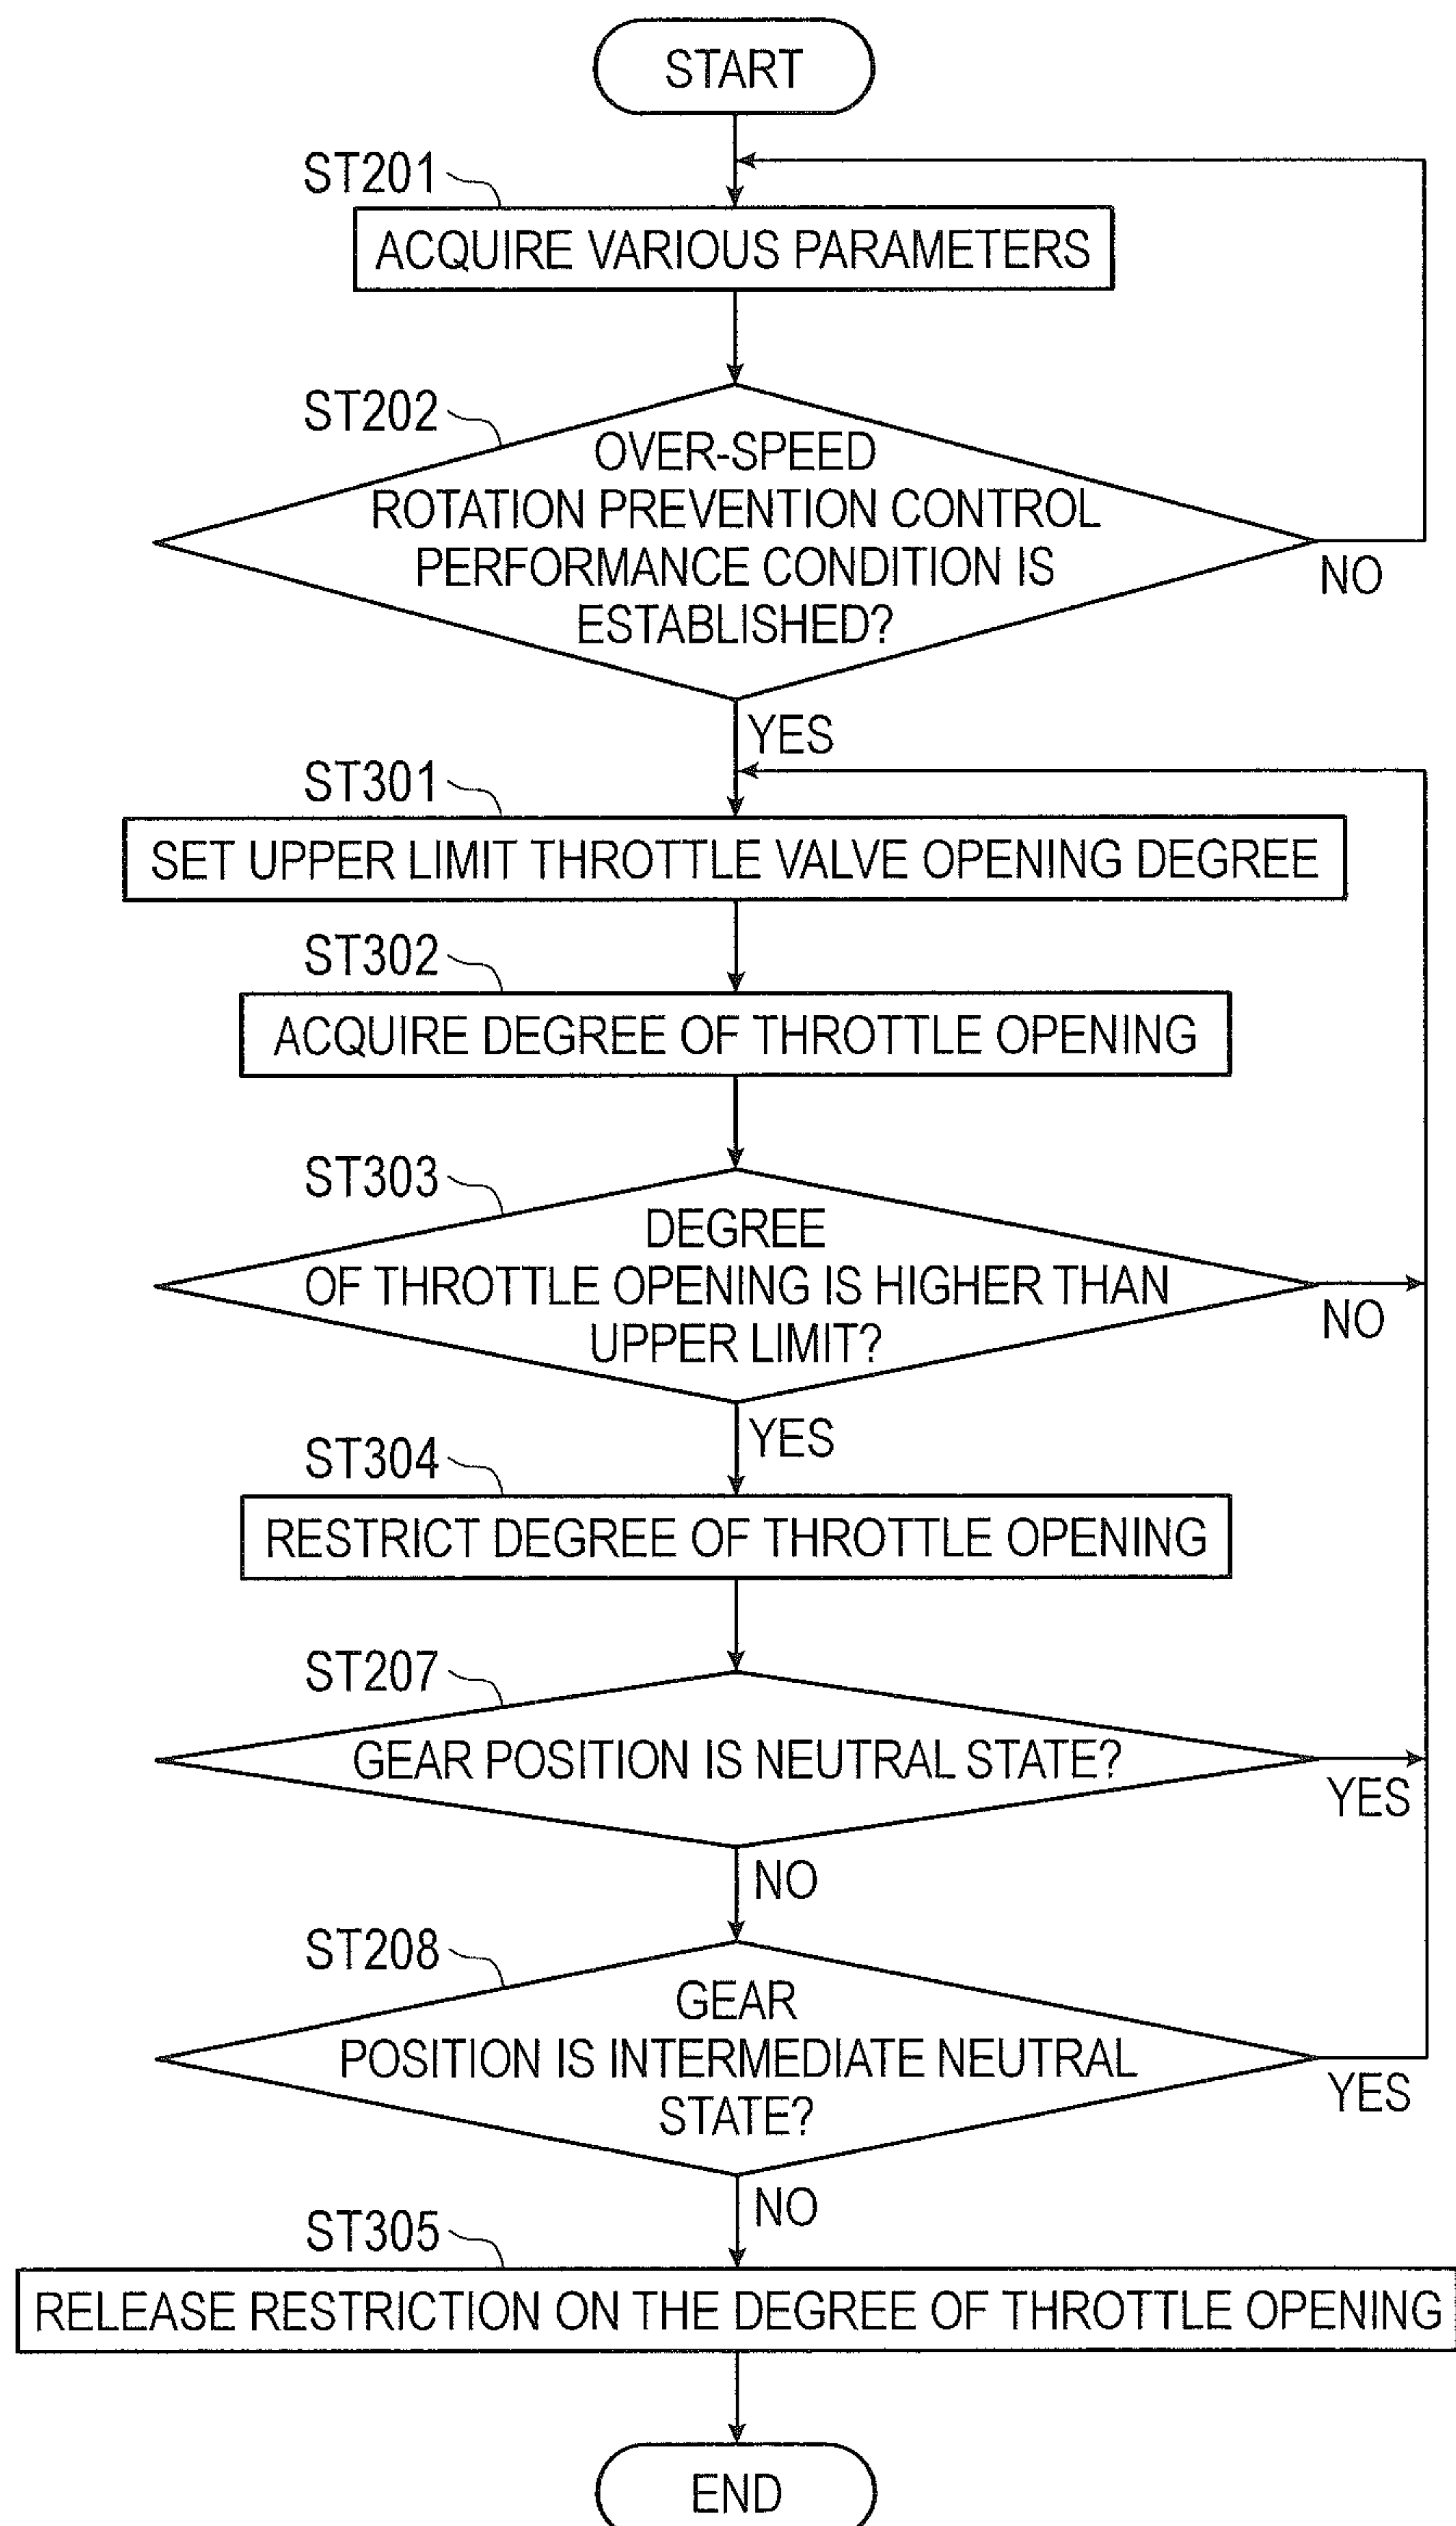 START
ST201
ACQUIRE VARIOUS PARAMETERS
ST202
OVER-SPEED
ROTATION PREVENTION CONTROL
PERFORMANCE CONDITION IS
ESTABLISHED?
NO
YES
ST301
SET UPPER LIMIT THROTTLE VALVE OPENING DEGREE
ST302
ACQUIRE DEGREE OF THROTTLE OPENING
ST303
DEGREE
OF THROTTLE OPENING IS HIGHER THAN
UPPER LIMIT?
NO
YES
ST304
RESTRICT DEGREE OF THROTTLE OPENING
ST207
GEAR POSITION IS NEUTRAL STATE?
YES
NO
ST208
GEAR
POSITION IS INTERMEDIATE NEUTRAL
STATE?
YES
NO
ST305
RELEASE RESTRICTION ON THE DEGREE OF THROTTLE OPENING
END